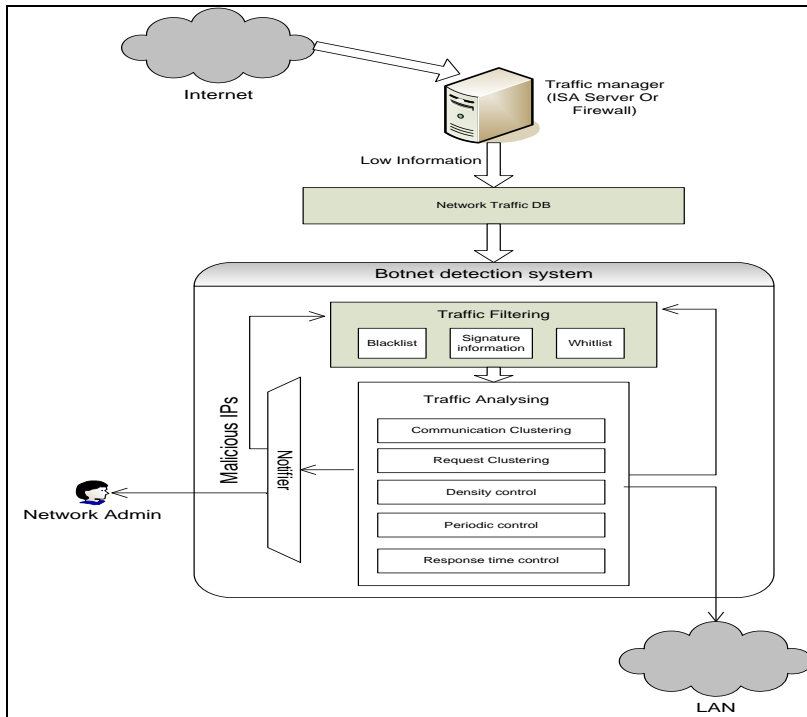 Internet
Traffic manager
(ISA Server Or
Firewall)
Low Information
Network Traffic DB
Botnet detection system
Traffic Filtering
Blacklist
Signature
information
Whitlist
Traffic Analysing
Communication Clustering
Request Clustering
Density control
Periodic control
Response time control
Malicious IPs
Notifier
Network Admin
LAN